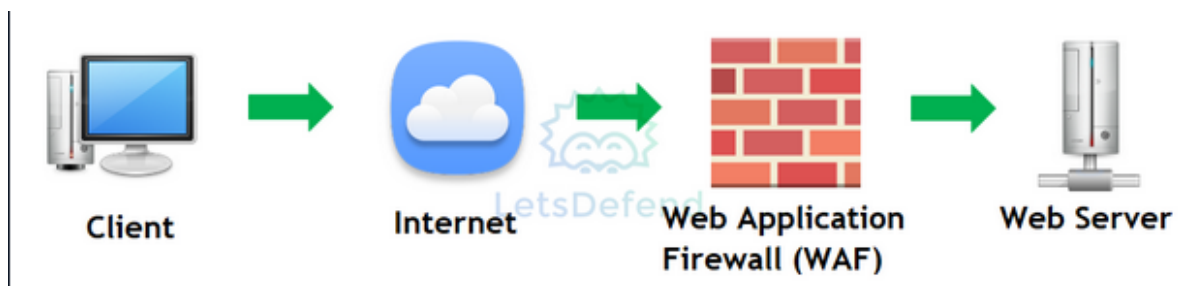 Client
Internet
LetsDefend
Web Application
Firewall (WAF)
Web Server